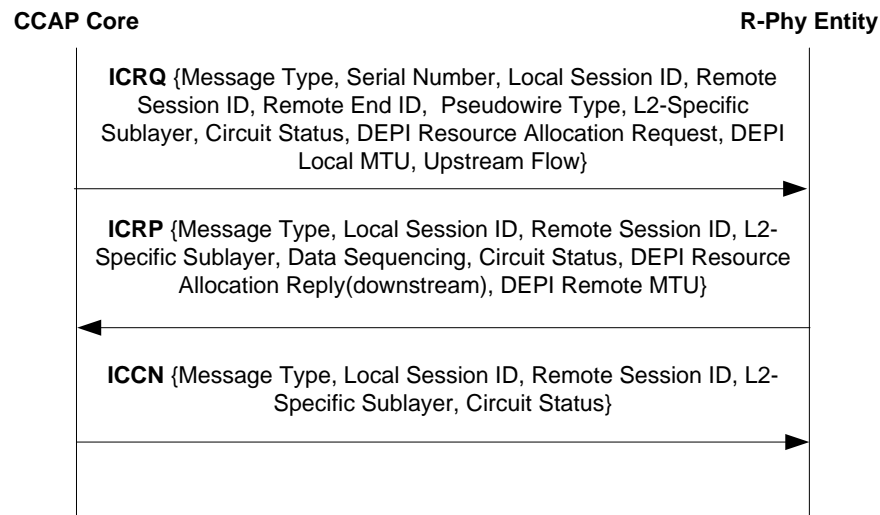 CCAP Core
R-Phy Entity
ICRQ {Message Type, Serial Number, Local Session ID, Remote
Session ID, Remote End ID,  Pseudowire Type, L2-Specific
Sublayer, Circuit Status, DEPI Resource Allocation Request, DEPI
Local MTU, Upstream Flow}
ICRP {Message Type, Local Session ID, Remote Session ID, L2-
Specific Sublayer, Data Sequencing, Circuit Status, DEPI Resource
Allocation Reply(downstream), DEPI Remote MTU}
ICCN {Message Type, Local Session ID, Remote Session ID, L2-
Specific Sublayer, Circuit Status}